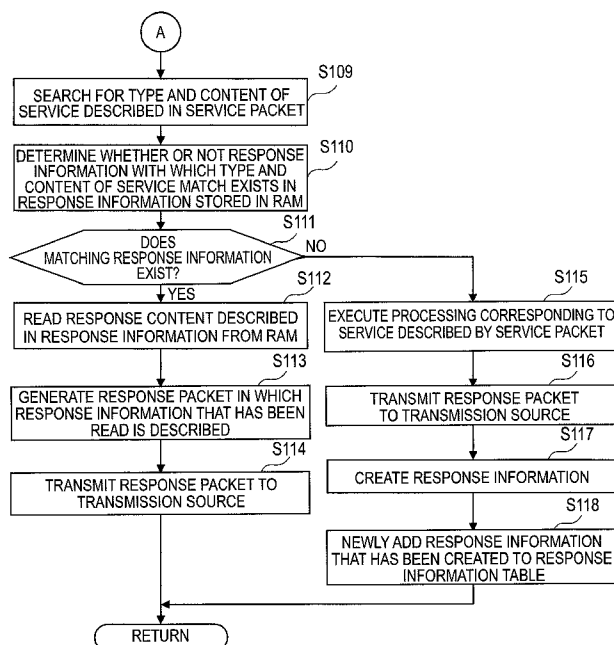 A
S109
SEARCH FOR TYPE AND CONTENT OF
SERVICE DESCRIBED IN SERVICE PACKET
S110
DETERMINE WHETHER OR NOT RESPONSE
INFORMATION WITH WHICH TYPE AND
CONTENT OF SERVICE MATCH EXISTS IN
RESPONSE INFORMATION STORED IN RAM
S111
DOES
MATCHING RESPONSE INFORMATION
EXIST?
NO
YES
S112
READ RESPONSE CONTENT DESCRIBED
IN RESPONSE INFORMATION FROM RAM
S113
GENERATE RESPONSE PACKET IN WHICH
RESPONSE INFORMATION THAT HAS BEEN
READ IS DESCRIBED
S114
TRANSMIT RESPONSE PACKET TO
TRANSMISSION SOURCE
S115
EXECUTE PROCESSING CORRESPONDING TO
SERVICE DESCRIBED BY SERVICE PACKET
S116
TRANSMIT RESPONSE PACKET
TO TRANSMISSION SOURCE
S117
CREATE RESPONSE INFORMATION
S118
NEWLY ADD RESPONSE INFORMATION
THAT HAS BEEN CREATED TO RESPONSE
INFORMATION TABLE
RETURN